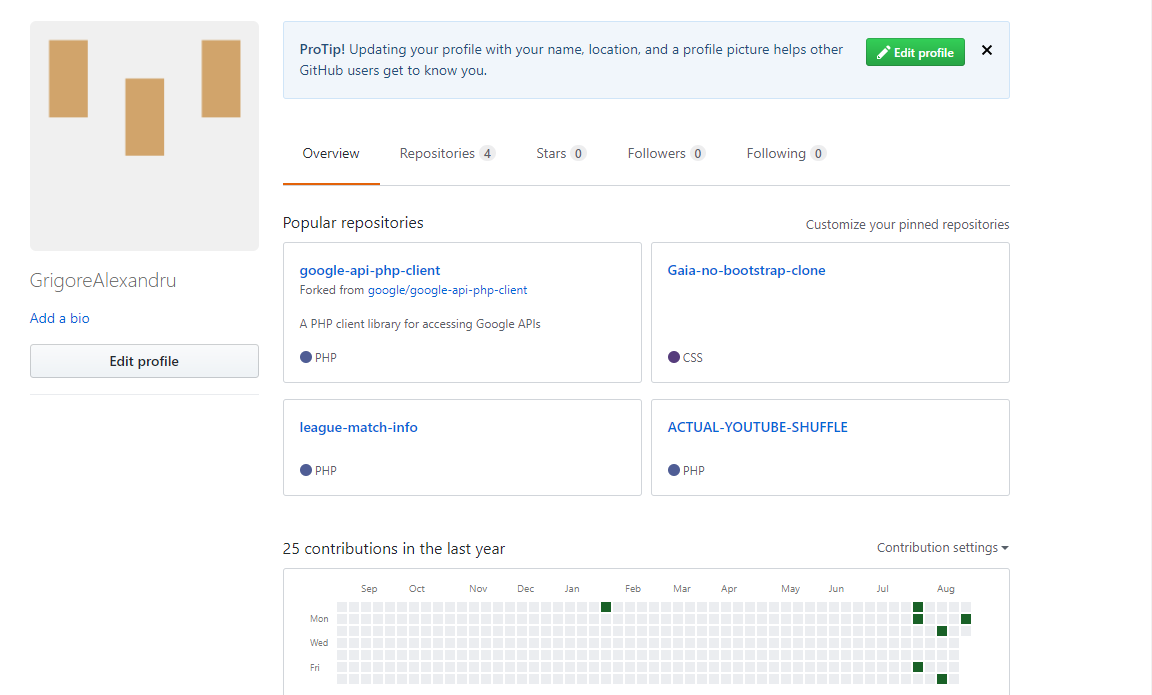 ProTip! Updating your profile with your name, location, and a profile picture helps other
GitHub users get to know you.
Edit profile
Overview
Repositories 4
Stars 0
Followers 0
Following 0
GrigoreAlexandru
Add a bio
Edit profile
Popular repositories
Customize your pinned repositories
google-api-php-client
Forked from google/google-api-php-client
A PHP client library for accessing Google APIs
PHP
Gaia-no-bootstrap-clone
CSS
league-match-info
PHP
ACTUAL-YOUTUBE-SHUFFLE
PHP
25 contributions in the last year
Contribution settings
Sep Oct Nov Dec Jan Feb Mar Apr May Jun Jul Aug
Mon
Wed
Fri